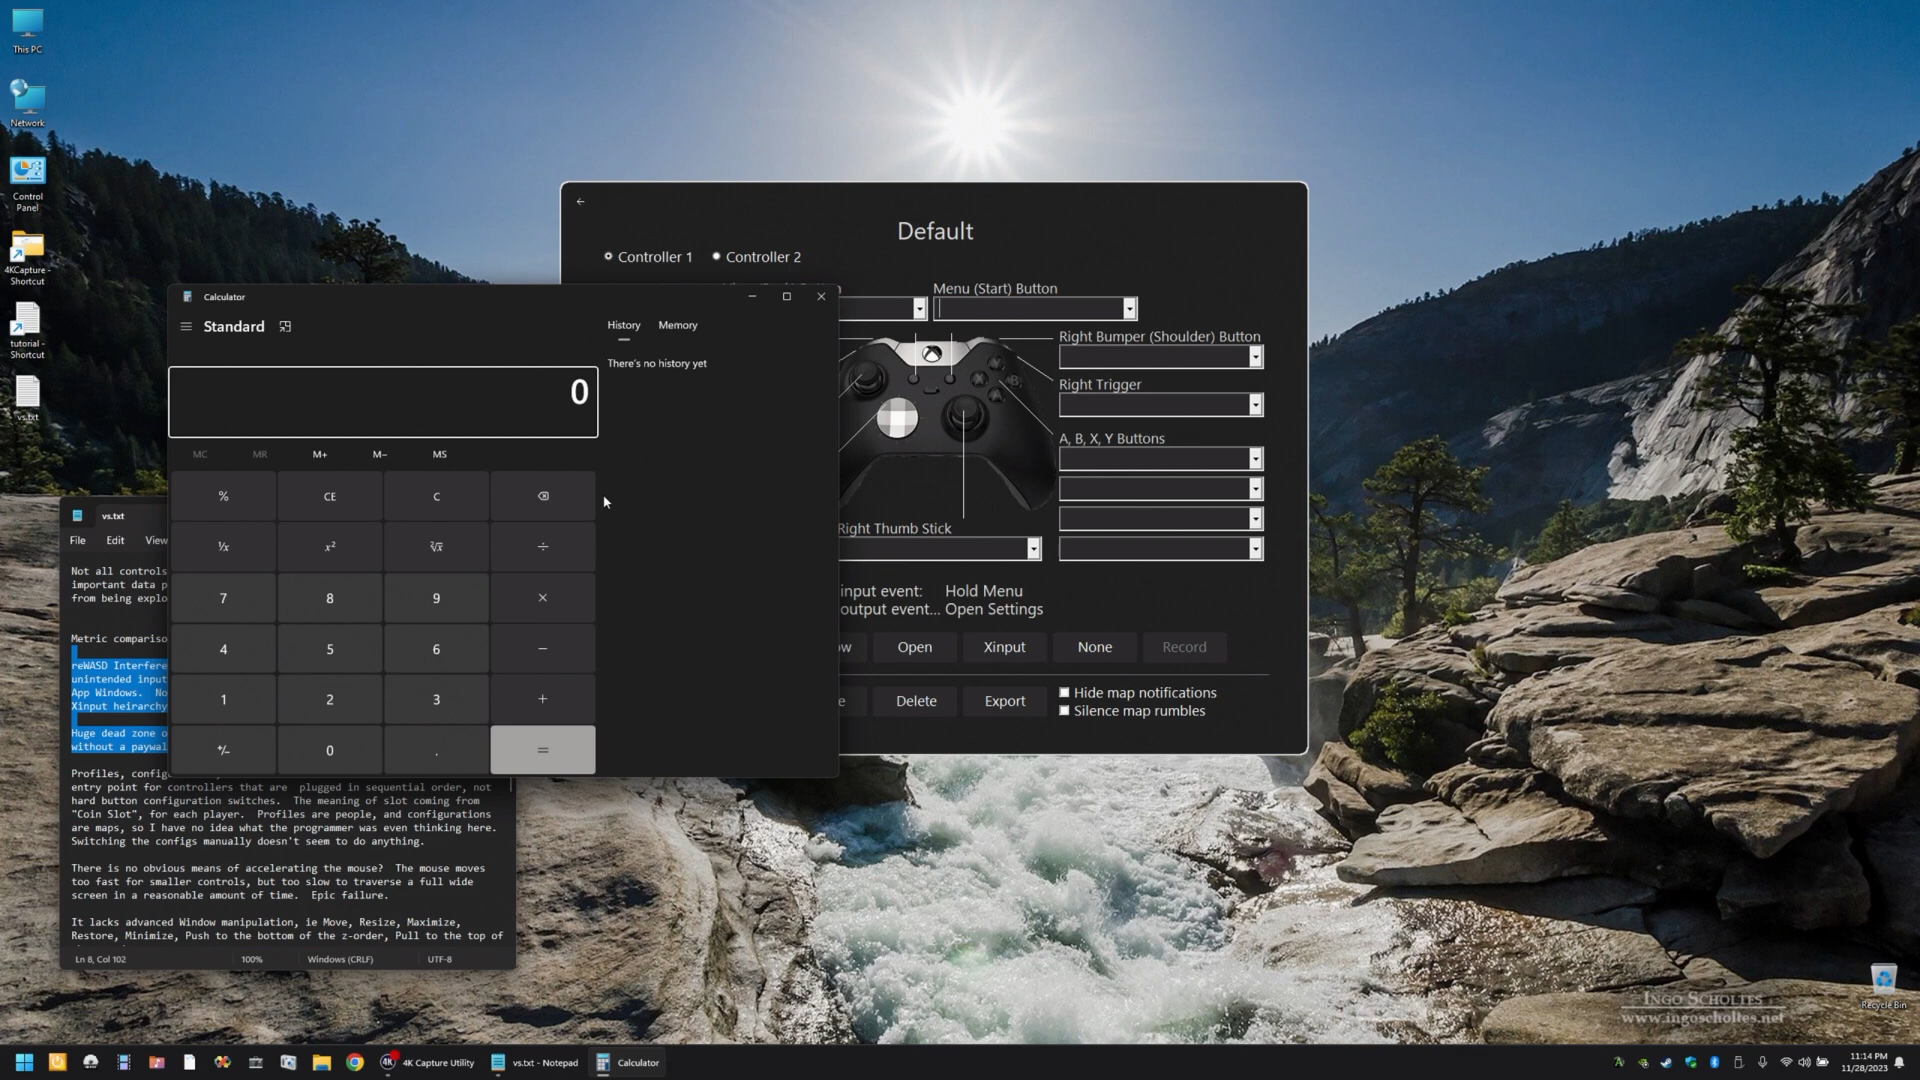 This PC
Network
Control
Panel
4KCapture -
Shortcut
tutorial -
Shortcut
vs.txt
Default
Controller 1
Controller 2
Menu (Start) Button
Right Bumper (Shoulder) Button
Right Trigger
A, B, X, Y Buttons
Right Thumb Stick
input event: Hold Menu
output event... Open Settings
Open
Xinput
None
Record
Delete
Export
Hide map notifications
Silence map rumbles
Calculator
Standard
History
Memory
There's no history yet
0
MC MR M+ M− MS
% CE C
⅟x x² ²√x ÷
7 8 9 ×
4 5 6 −
1 2 3 +
+/− 0 . =
vs.txt
File Edit View
Not all controls
important data p
from being explo
Metric compariso
reWASD Interfere
unintended input
App Windows. No
Xinput heirarchy
Huge dead zone o
without a paywal
Profiles, config
entry point for controllers that are plugged in sequential order, not
hard button configuration switches. The meaning of slot coming from
"Coin Slot", for each player. Profiles are people, and configurations
are maps, so I have no idea what the programmer was even thinking here.
Switching the configs manually doesn't seem to do anything.
There is no obvious means of accelerating the mouse? The mouse moves
too fast for smaller controls, but too slow to traverse a full wide
screen in a reasonable amount of time. Epic failure.
It lacks advanced Window manipulation, ie Move, Resize, Maximize,
Restore, Minimize, Push to the bottom of the z-order, Pull to the top of
Ln 8, Col 102
100%
Windows (CRLF)
UTF-8
Ingo Scholtes
www.ingoscholtes.net
Recycle Bin
4K Capture Utility
vs.txt - Notepad
Calculator
11:14 PM
11/28/2023